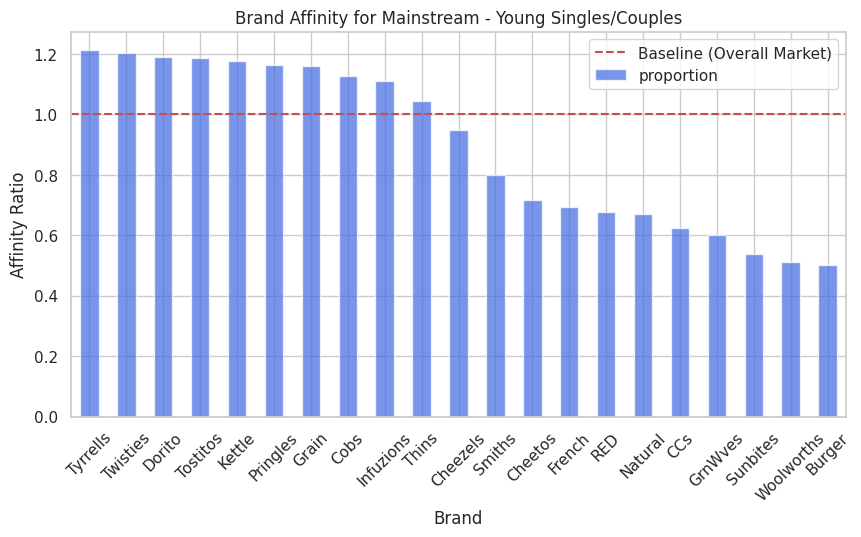 Brand Affinity for Mainstream - Young Singles/Couples
Baseline (Overall Market)
proportion
Affinity Ratio
1.2
1.0
0.8
0.6
0.4
0.2
0.0
Tyrrells
Twisties
Dorito
Tostitos
Kettle
Pringles
Grain
Cobs
Infuzions
Thins
Cheezels
Smiths
Cheetos
French
RED
Natural
CCs
GrnWves
Sunbites
Woolworths
Burger
Brand